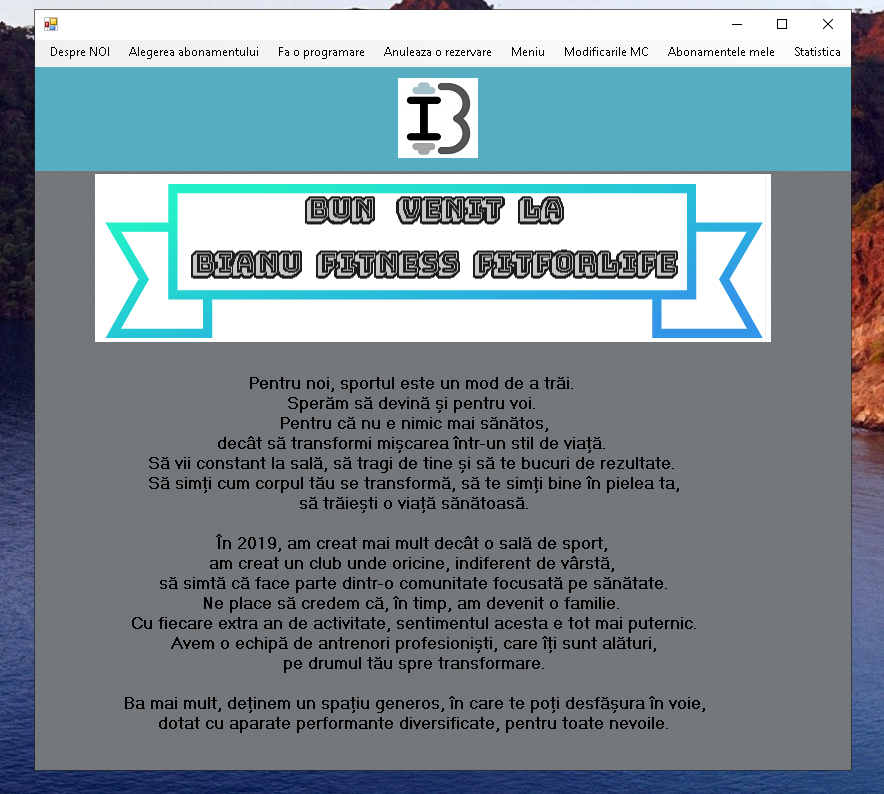 Despre NOI Alegerea abonamentului Fa o programare Anuleaza o rezervare Meniu Modificarile MC Abonamentele mele Statistica
IB
BUN VENIT LA
BIANU FITNESS FITFORLIFE
Pentru noi, sportul este un mod de a trăi.
Sperăm să devină și pentru voi.
Pentru că nu e nimic mai sănătos,
decât să transformi mișcarea într-un stil de viață.
Să vii constant la sală, să tragi de tine și să te bucuri de rezultate.
Să simți cum corpul tău se transformă, să te simți bine în pielea ta,
să trăiești o viață sănătoasă.
În 2019, am creat mai mult decât o sală de sport,
am creat un club unde oricine, indiferent de vârstă,
să simtă că face parte dintr-o comunitate focusată pe sănătate.
Ne place să credem că, în timp, am devenit o familie.
Cu fiecare extra an de activitate, sentimentul acesta e tot mai puternic.
Avem o echipă de antrenori profesioniști, care îți sunt alături,
pe drumul tău spre transformare.
Ba mai mult, deținem un spațiu generos, în care te poți desfășura în voie,
dotat cu aparate performante diversificate, pentru toate nevoile.